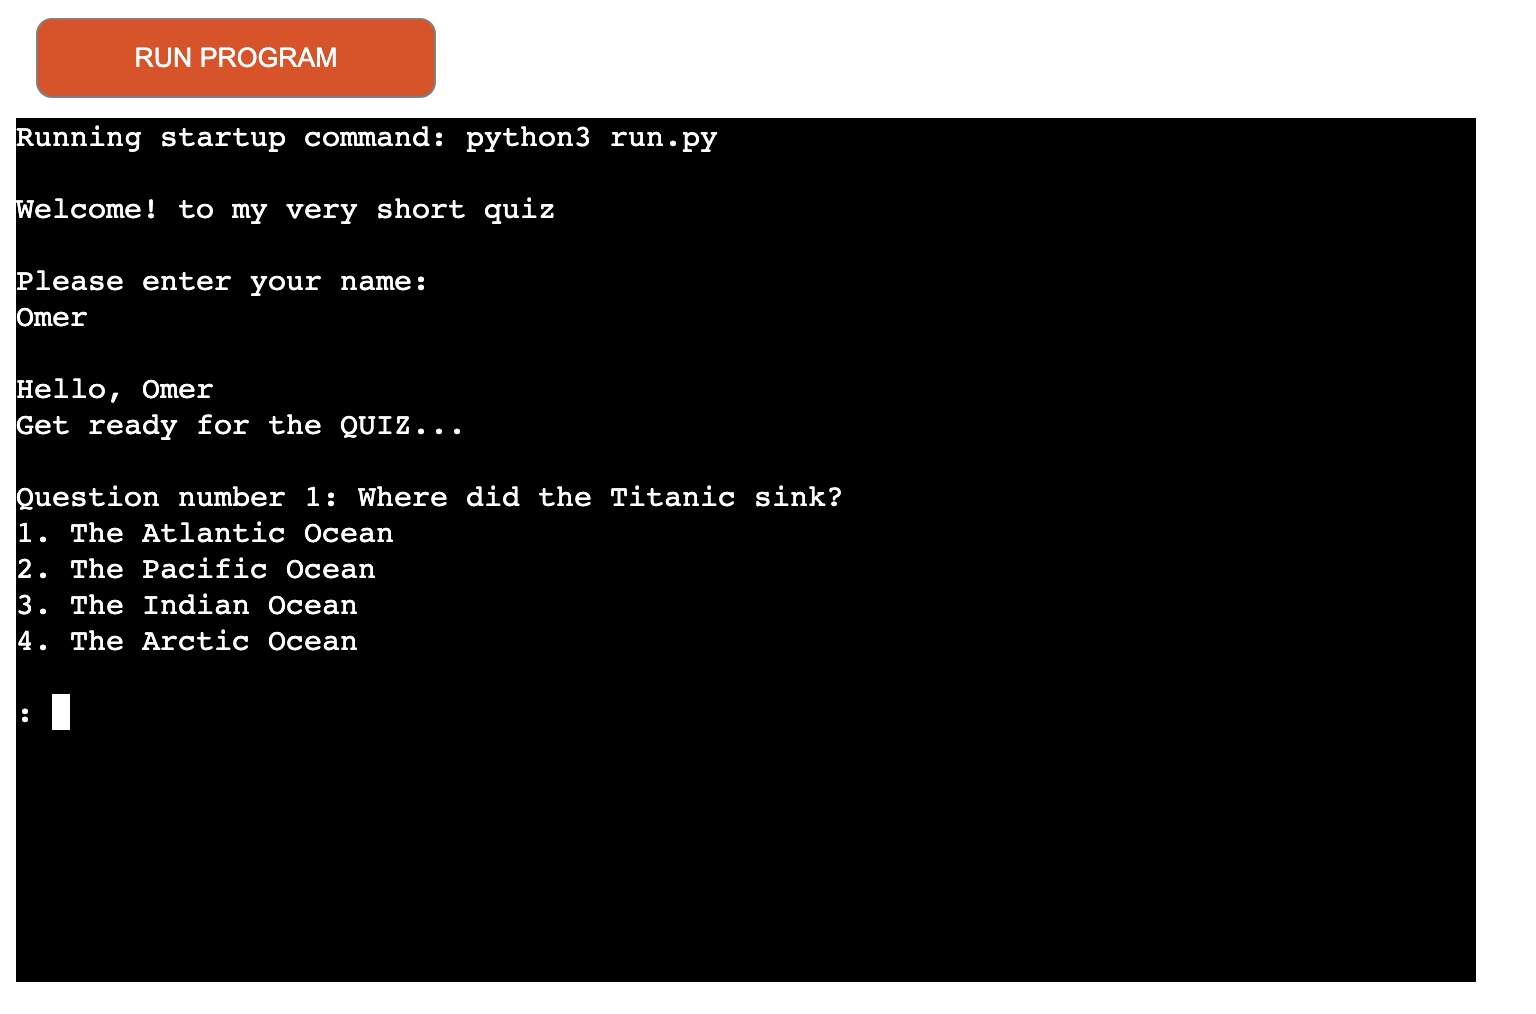 RUN PROGRAM
Running startup command: python3 run.py
Welcome! to my very short quiz
Please enter your name:
Omer
Hello, Omer
Get ready for the QUIZ...
Question number 1: Where did the Titanic sink?
1. The Atlantic Ocean
2. The Pacific Ocean
3. The Indian Ocean
4. The Arctic Ocean
: